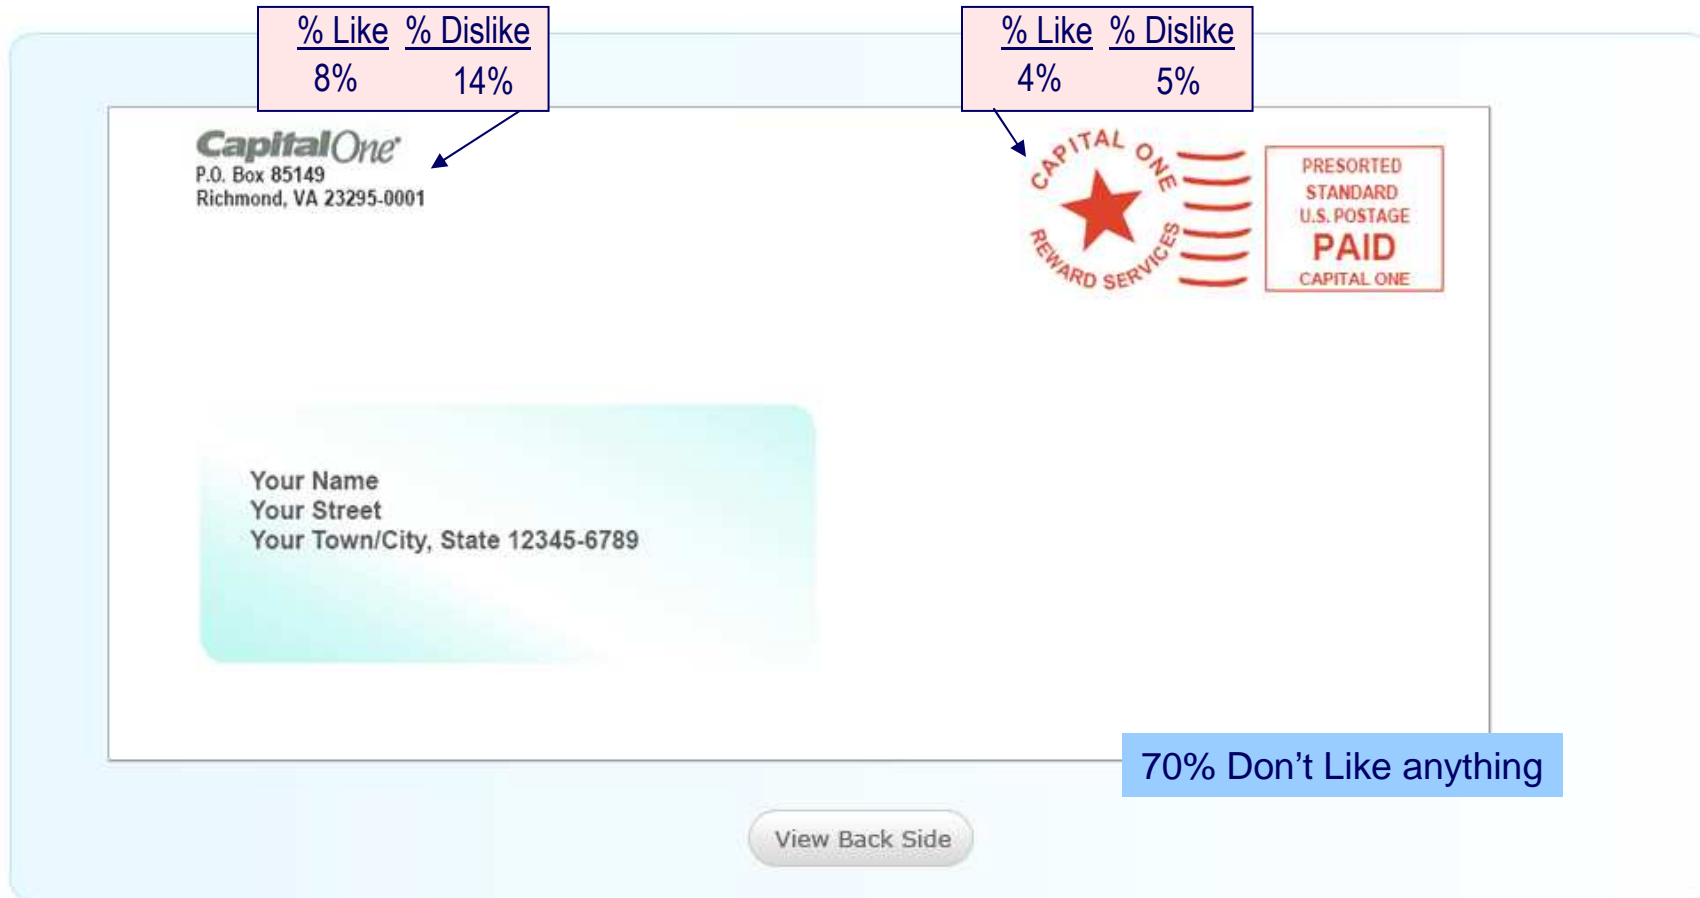 % Like % Dislike
8% 14%
% Like % Dislike
4% 5%
CapitalOne®
P.O. Box 85149
Richmond, VA 23295-0001
CAPITAL ONE
REWARD SERVICES
PRESORTED
STANDARD
U.S. POSTAGE
PAID
CAPITAL ONE
Your Name
Your Street
Your Town/City, State 12345-6789
70% Don’t Like anything
View Back Side